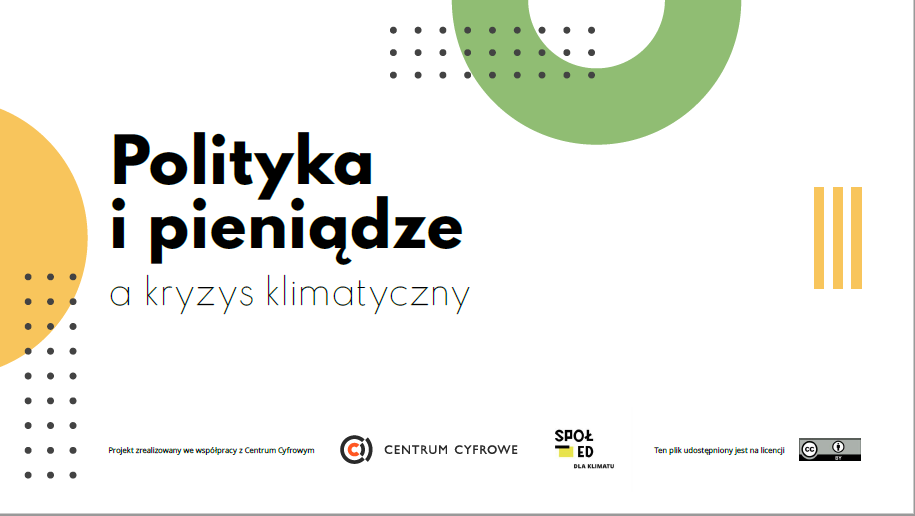 Polityka
i pieniądze
a kryzys klimatyczny
Projekt zrealizowany we współpracy z Centrum Cyfrowym
CENTRUM CYFROWE
SPOŁ
ED
DLA KLIMATU
Ten plik udostępniony jest na licencji
cc
BY